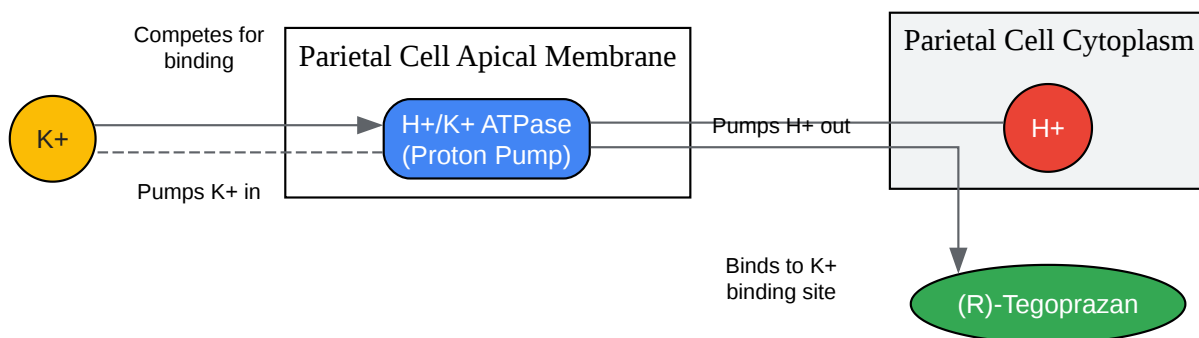 Competes for
binding
Parietal Cell Apical Membrane
Parietal Cell Cytoplasm
K+
H+/K+ ATPase
(Proton Pump)
Pumps H+ out
H+
Pumps K+ in
Binds to K+
binding site
(R)-Tegoprazan